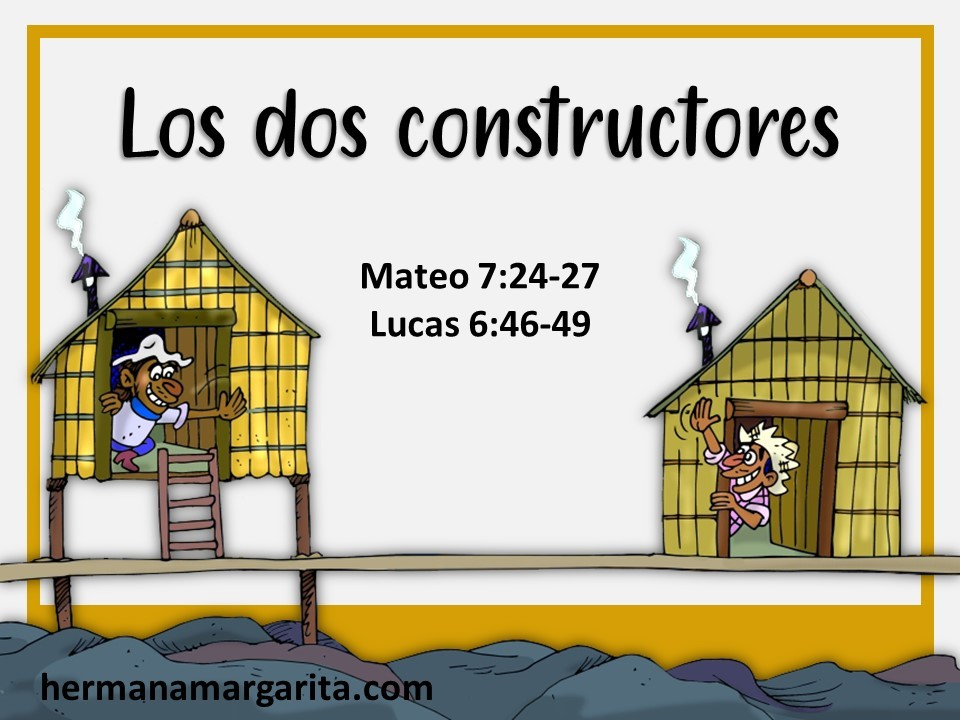 Los dos constructores
Mateo 7:24-27
Lucas 6:46-49
hermanamargarita.com